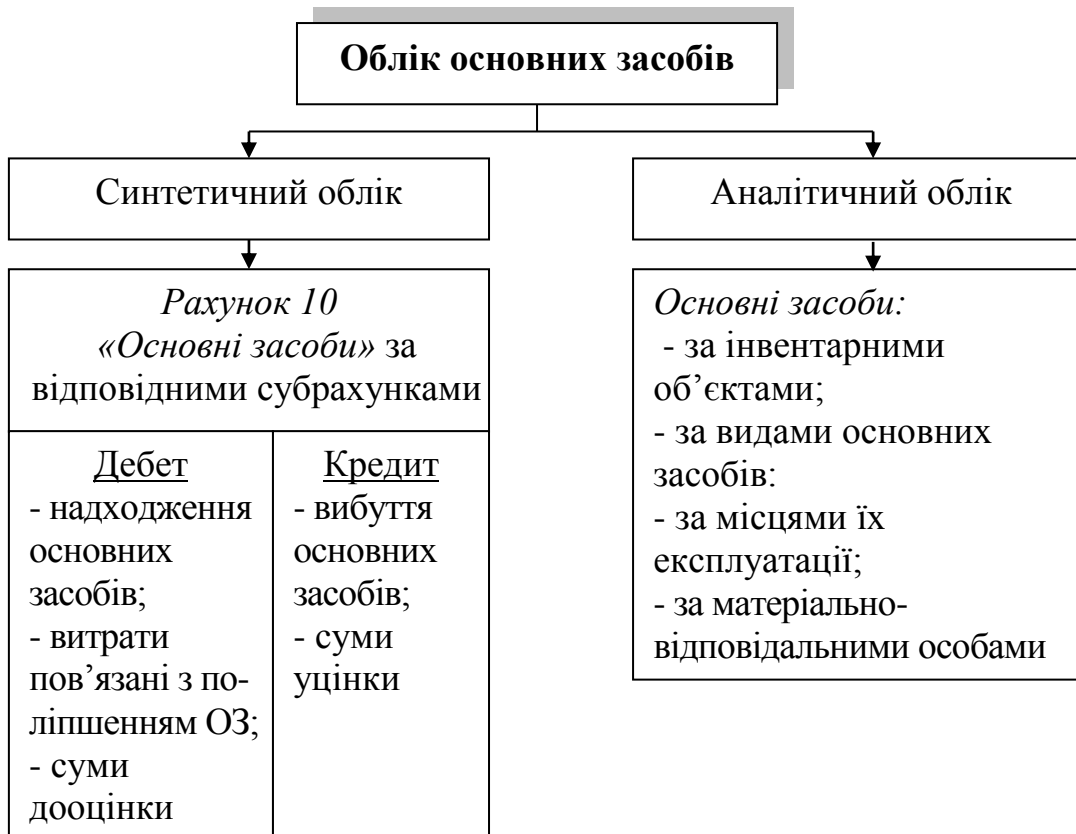 Облік основних засобів
Синтетичний облік
Рахунок 10
«Основні засоби» за
відповідними субрахунками
Дебет
- надходження
основних
засобів;
- витрати
пов’язані з по-
ліпшенням ОЗ;
- суми
дооцінки
Кредит
- вибуття
основних
засобів;
- суми
уцінки
Аналітичний облік
Основні засоби:
- за інвентарними
об’єктами;
- за видами основних
засобів:
- за місцями їх
експлуатації;
- за матеріально-
відповідальними особами